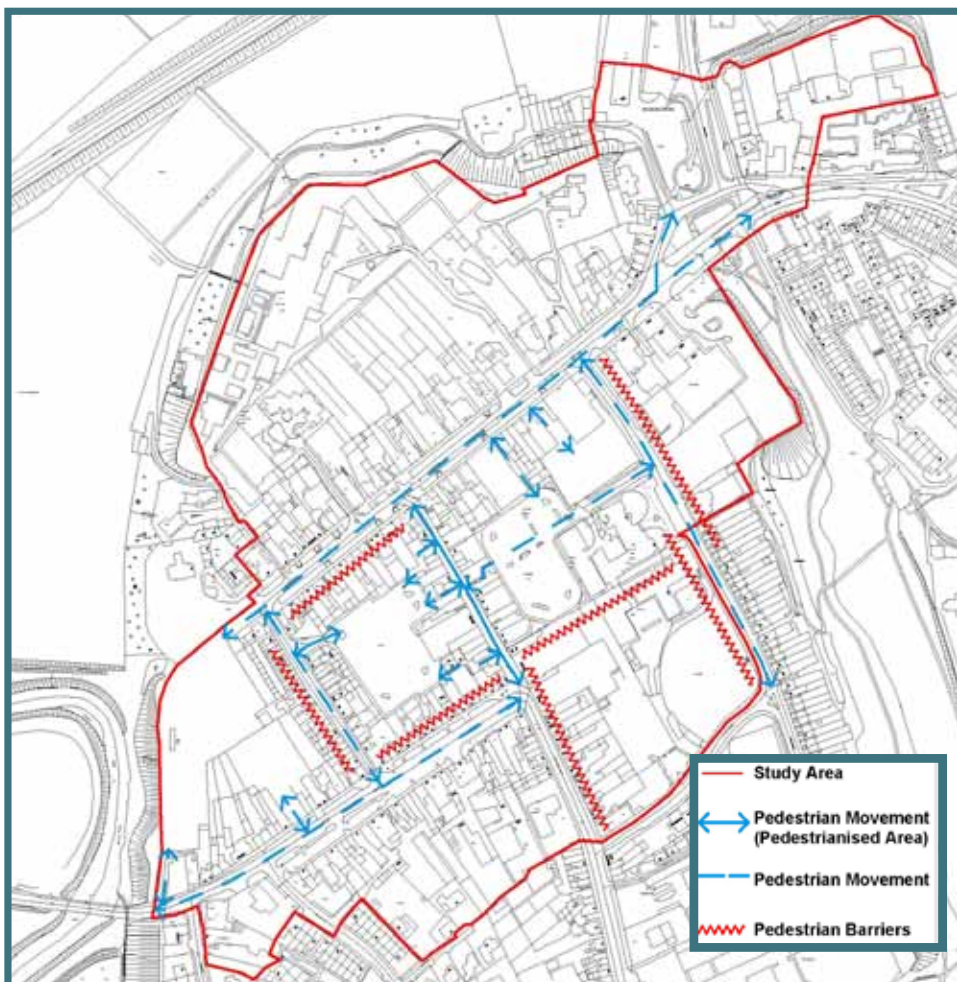 Study Area
Pedestrian Movement
(Pedestrianised Area)
Pedestrian Movement
Pedestrian Barriers